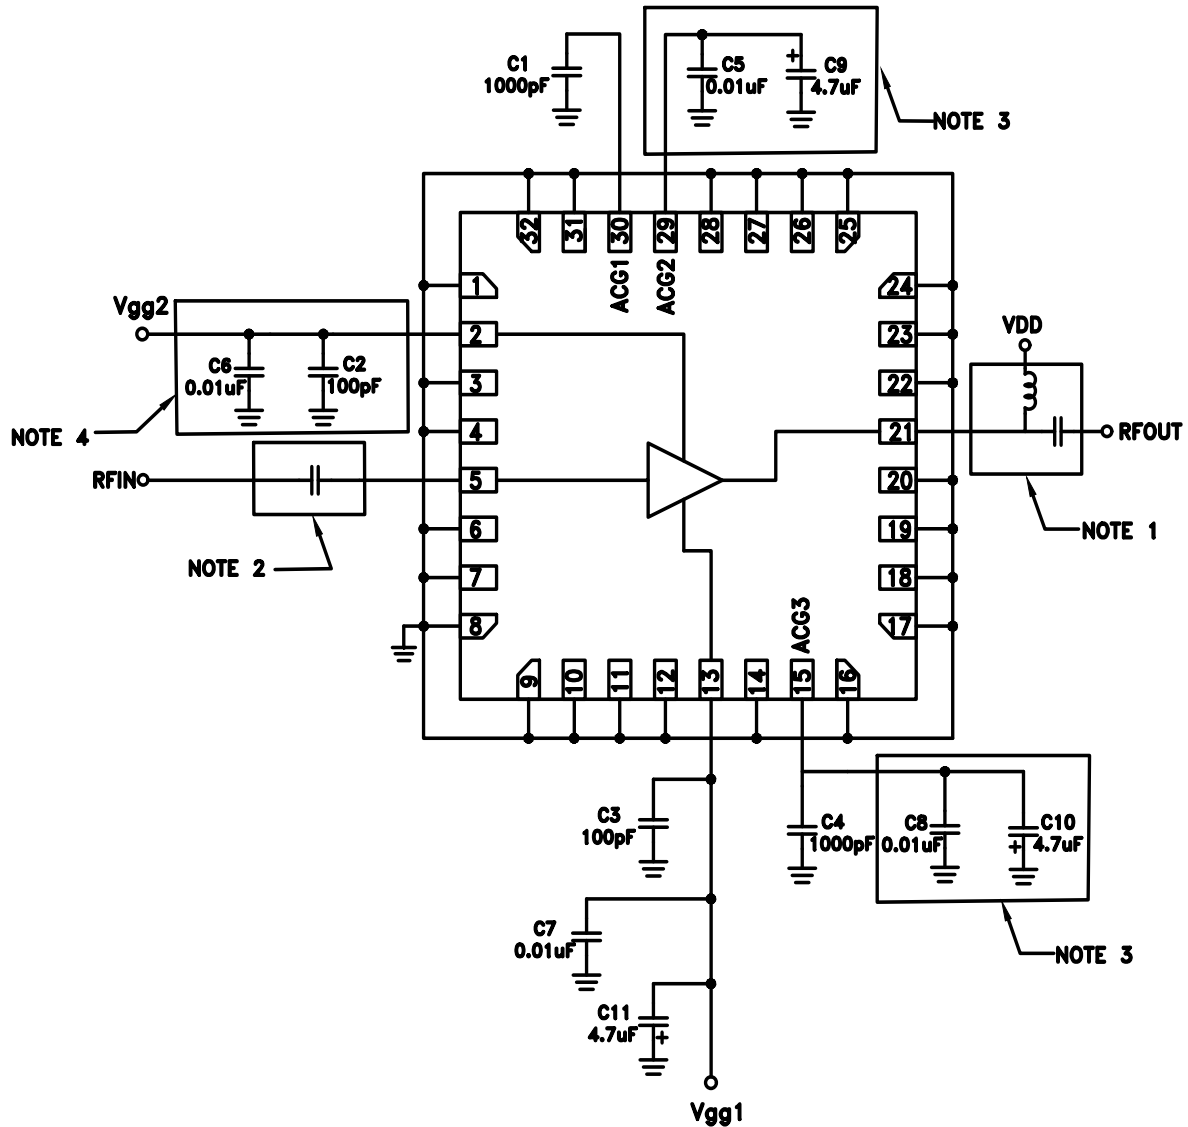 C1
1000pF
C5
0.01uF
+
C9
4.7uF
NOTE 3
32
31
30
29
28
27
26
25
ACG1
ACG2
Vgg2
C6
0.01uF
C2
100pF
NOTE 4
RFIN
NOTE 2
1
2
3
4
5
6
7
8
24
23
22
21
20
19
18
17
VDD
RFOUT
NOTE 1
ACG3
9
10
11
12
13
14
15
16
C3
100pF
C4
1000pF
C8
0.01uF
C10
+
4.7uF
NOTE 3
C7
0.01uF
C11
4.7uF
+
Vgg1